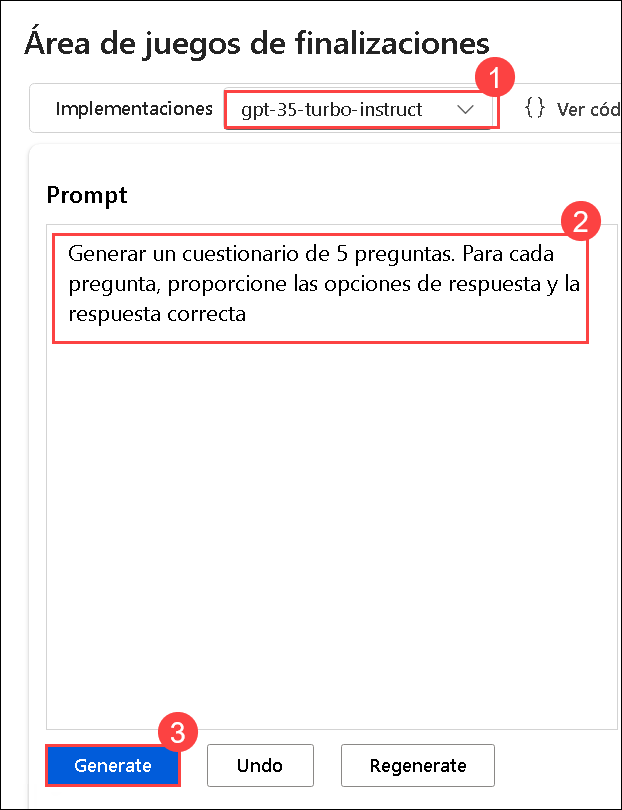 Área de juegos de finalizaciones
1
Implementaciones gpt-35-turbo-instruct {} Ver cód
Prompt
2
Generar un cuestionario de 5 preguntas. Para cada
pregunta, proporcione las opciones de respuesta y la
respuesta correcta
3
Generate Undo Regenerate